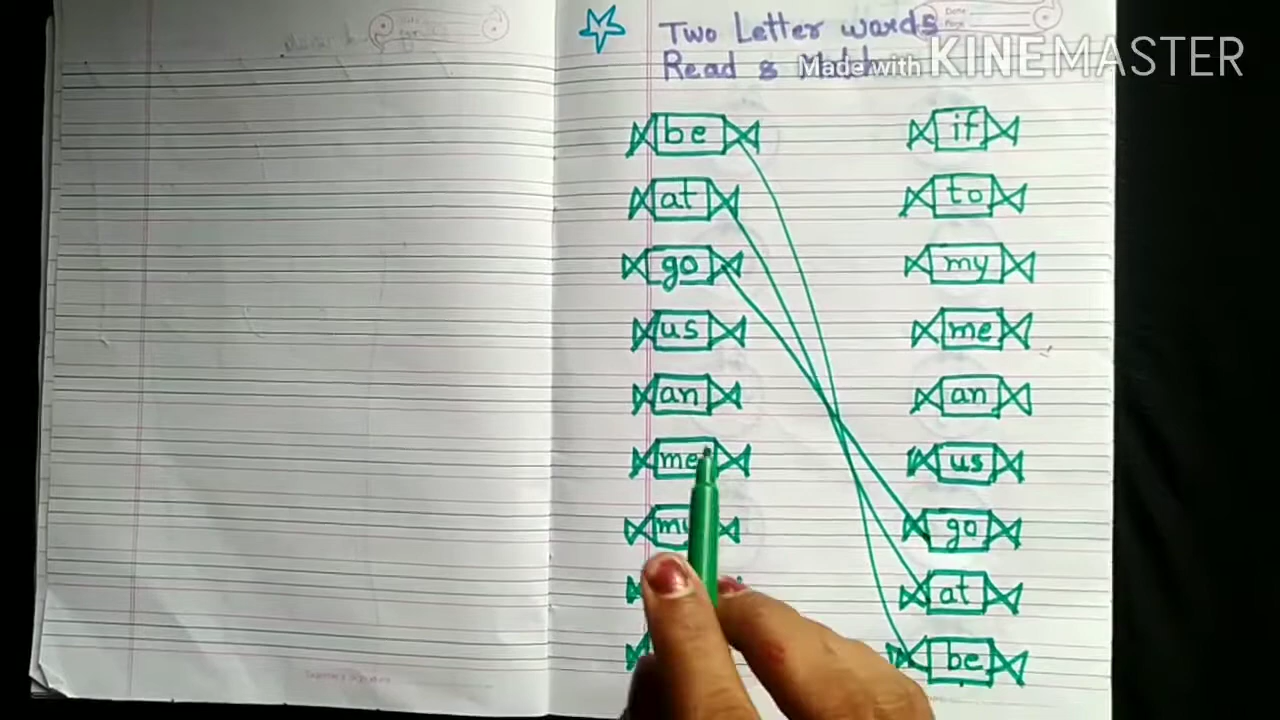 Two Letter words
Made with KINEMASTER
Read &
be if
at to
go my
us me
an an
me us
my go
at
be